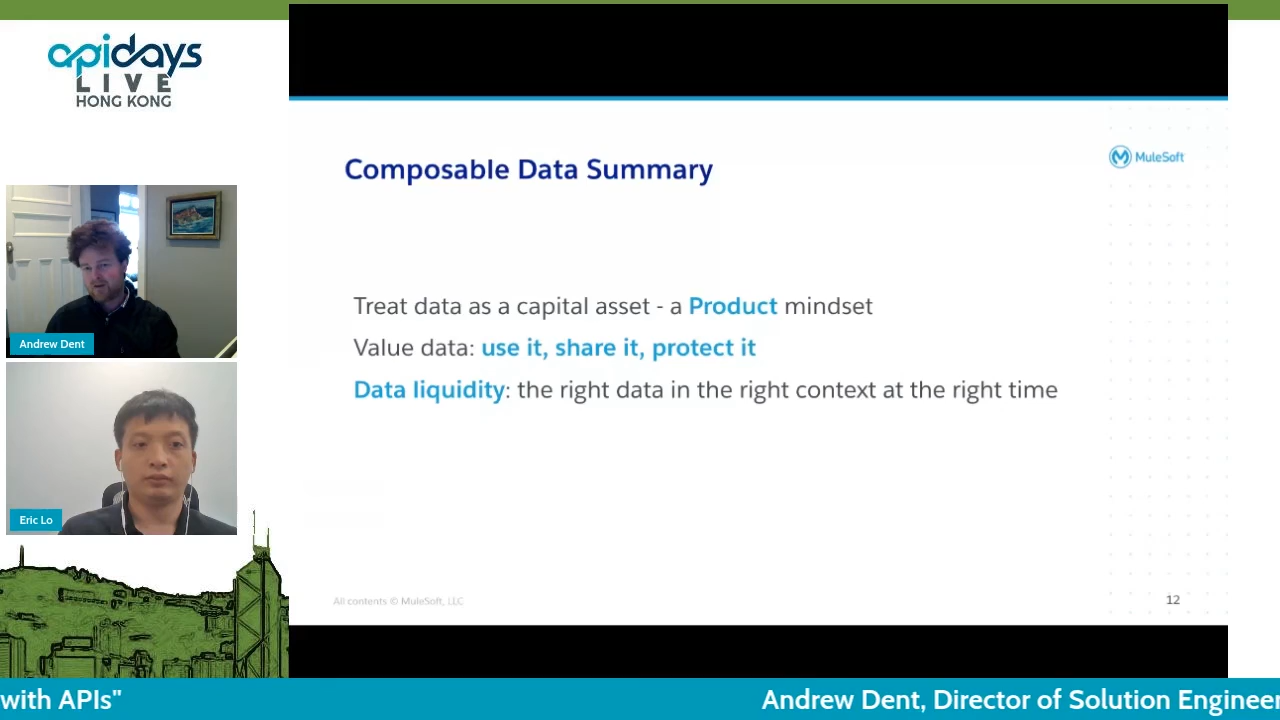 apidays
LIVE
HONG KONG
Andrew Dent
Eric Lo
Composable Data Summary
MuleSoft
Treat data as a capital asset - a Product mindset
Value data: use it, share it, protect it
Data liquidity: the right data in the right context at the right time
All contents © MuleSoft, LLC
12
with APIs"
Andrew Dent, Director of Solution Engineer